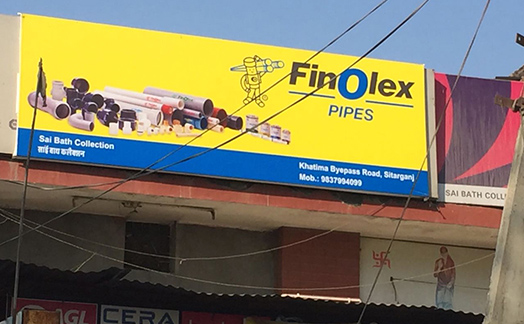 FinOlex
PIPES
Sai Bath Collection
साई बाथ कलैक्शन
Khatima Byepass Road, Sitarganj
Mob.: 9837994099
SAI BATH COLL
CERA